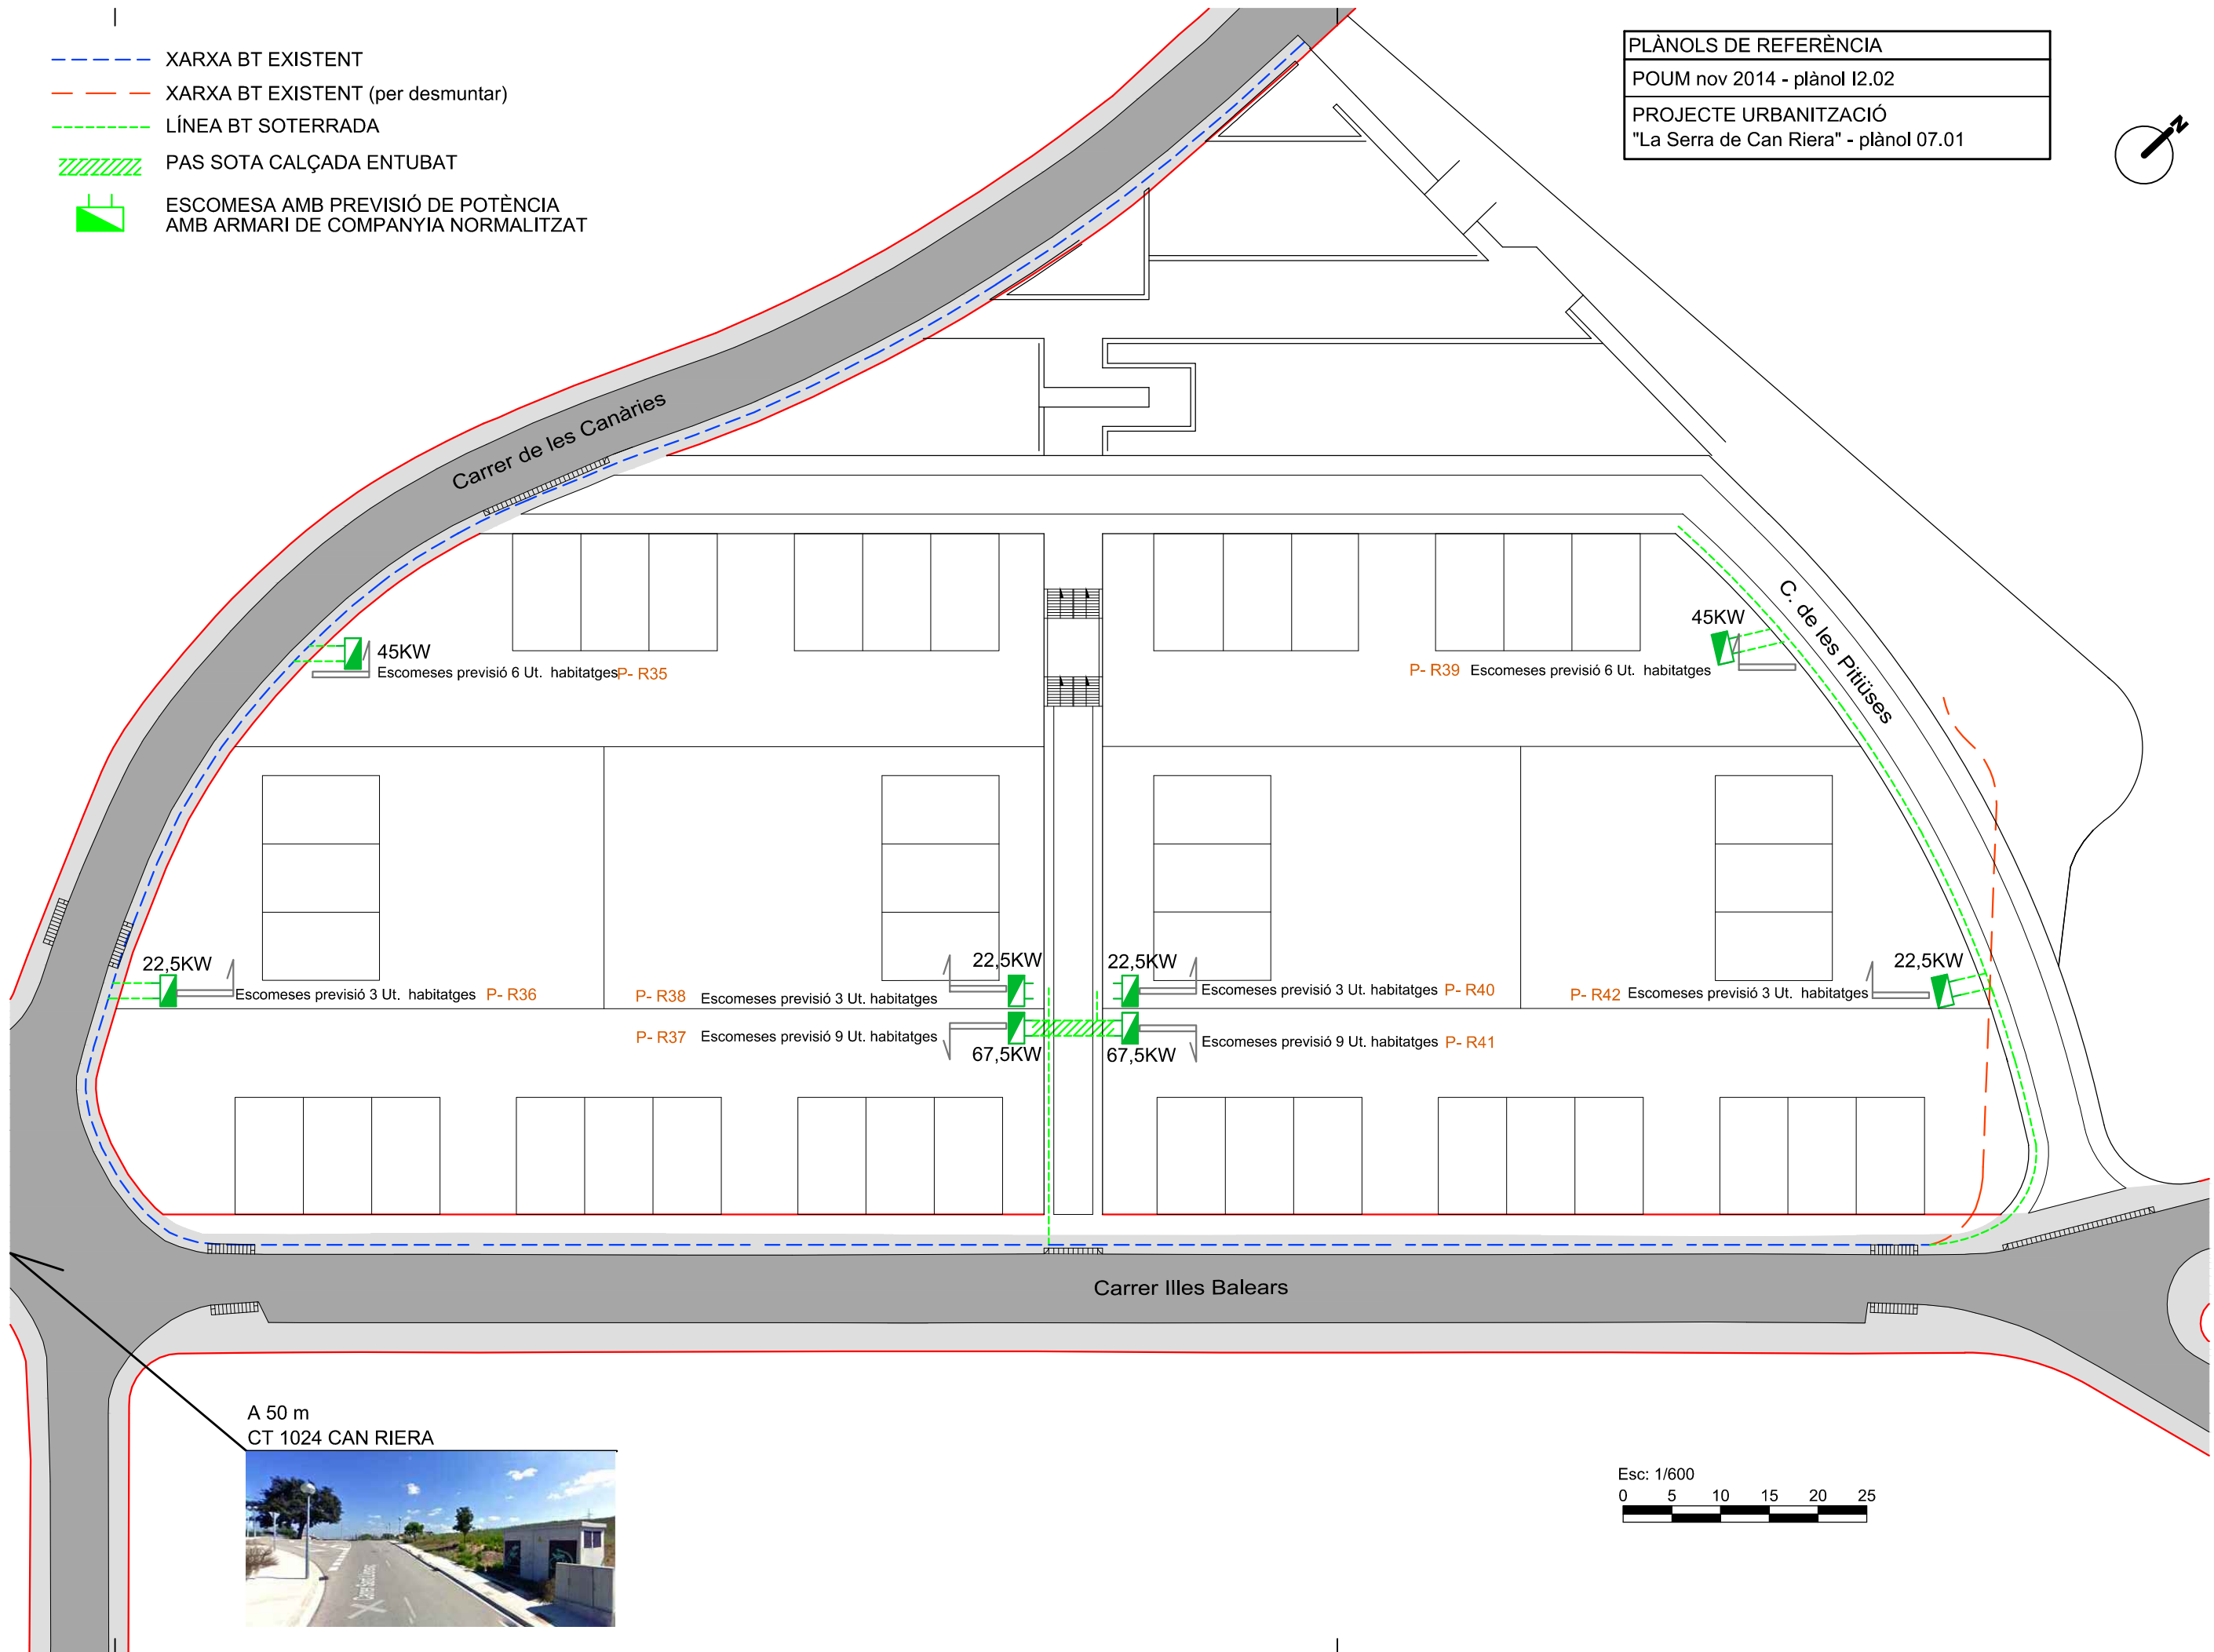 XARXA BT EXISTENT
XARXA BT EXISTENT (per desmuntar)
LÍNEA BT SOTERRADA
PAS SOTA CALÇADA ENTUBAT
ESCOMESA AMB PREVISIÓ DE POTÈNCIA
AMB ARMARI DE COMPANYIA NORMALITZAT
PLÀNOLS DE REFERÈNCIA
POUM nov 2014 - plànol I2.02
PROJECTE URBANITZACIÓ
"La Serra de Can Riera" - plànol 07.01
N
Carrer de les Canàries
C. de les Pitiüses
45KW
Escomeses previsió 6 Ut. habitatges P- R35
45KW
P- R39 Escomeses previsió 6 Ut. habitatges
22,5KW
Escomeses previsió 3 Ut. habitatges P- R36
22,5KW
P- R38 Escomeses previsió 3 Ut. habitatges
22,5KW
Escomeses previsió 3 Ut. habitatges P- R40
22,5KW
P- R42 Escomeses previsió 3 Ut. habitatges
P- R37 Escomeses previsió 9 Ut. habitatges
67,5KW
67,5KW
Escomeses previsió 9 Ut. habitatges P- R41
Carrer Illes Balears
A 50 m
CT 1024 CAN RIERA
Esc: 1/600
0 5 10 15 20 25